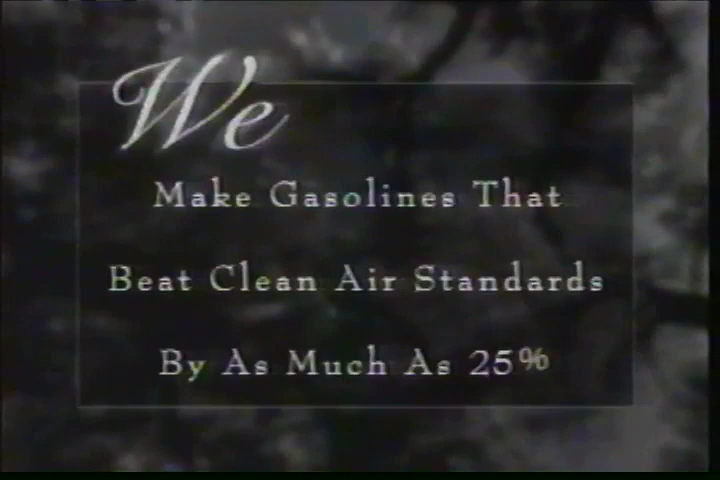 We
Make Gasolines That
Beat Clean Air Standards
By As Much As 25%